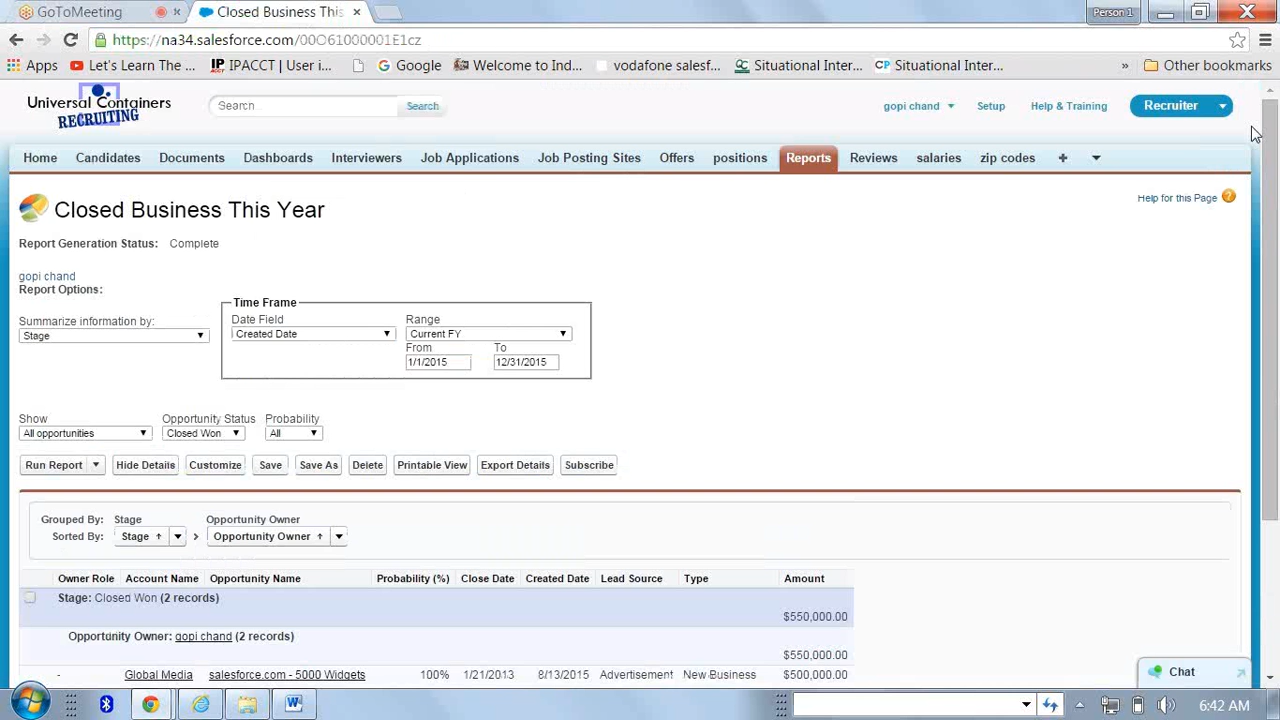 GoToMeeting
Closed Business This
Person 1
https://na34.salesforce.com/00O61000001E1cz
Apps
Let's Learn The ...
IPACCT | User i...
Google
Welcome to Ind...
vodafone salesf...
Situational Inter...
Situational Inter...
»
Other bookmarks
Universal Containers
RECRUITING
Search
Search
gopi chand
Setup
Help & Training
Recruiter
Home
Candidates
Documents
Dashboards
Interviewers
Job Applications
Job Posting Sites
Offers
positions
Reports
Reviews
salaries
zip codes
+
Closed Business This Year
Help for this Page
Report Generation Status: Complete
gopi chand
Report Options:
Summarize information by:
Stage
Time Frame
Date Field
Range
Created Date
Current FY
From
To
1/1/2015
12/31/2015
Show
Opportunity Status
Probability
All opportunities
Closed Won
All
Run Report
Hide Details
Customize
Save
Save As
Delete
Printable View
Export Details
Subscribe
Grouped By: Stage Opportunity Owner
Sorted By: Stage ↑ > Opportunity Owner ↑
Owner Role Account Name Opportunity Name Probability (%) Close Date Created Date Lead Source Type Amount
Stage: Closed Won (2 records)
$550,000.00
Opportunity Owner: gopi chand (2 records)
$550,000.00
- Global Media salesforce.com - 5000 Widgets 100% 1/21/2013 8/13/2015 Advertisement New Business $500,000.00
Chat
6:42 AM